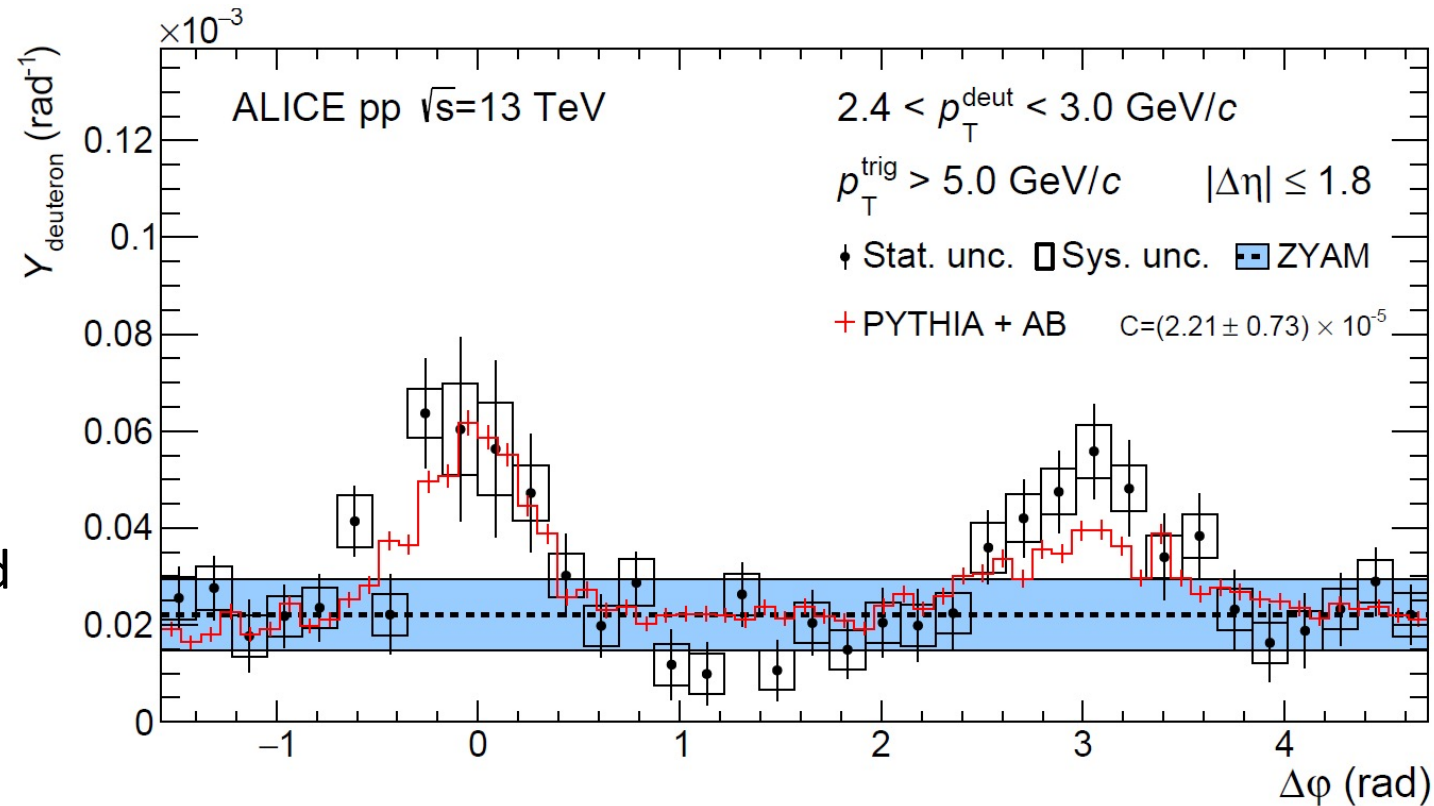 ×10⁻³
Y deuteron (rad⁻¹)
ALICE pp √s=13 TeV
2.4 < p_T^deut < 3.0 GeV/c
p_T^trig > 5.0 GeV/c |Δη| ≤ 1.8
Stat. unc. Sys. unc. ZYAM
PYTHIA + AB C=(2.21 ± 0.73) × 10⁻⁵
0.12
0.1
0.08
0.06
0.04
0.02
0
−1 0 1 2 3 4
Δφ (rad)